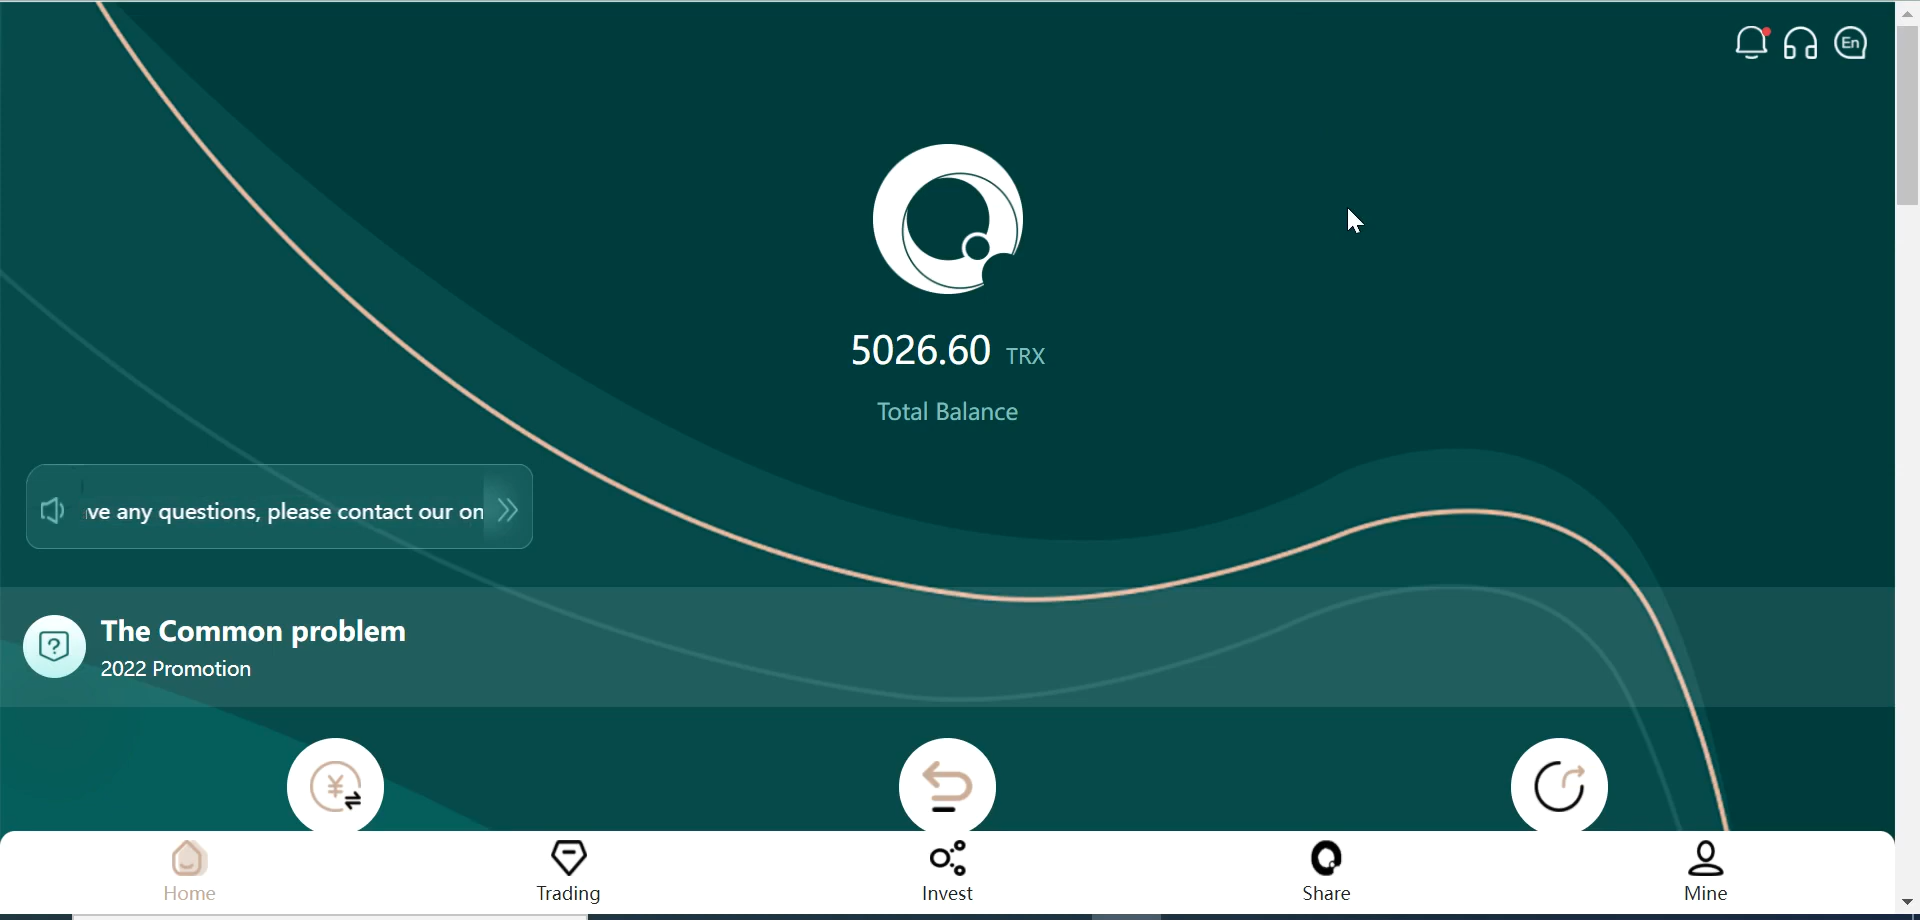 En
5026.60 TRX
Total Balance
ve any questions, please contact our on
The Common problem
2022 Promotion
Home
Trading
Invest
Share
Mine